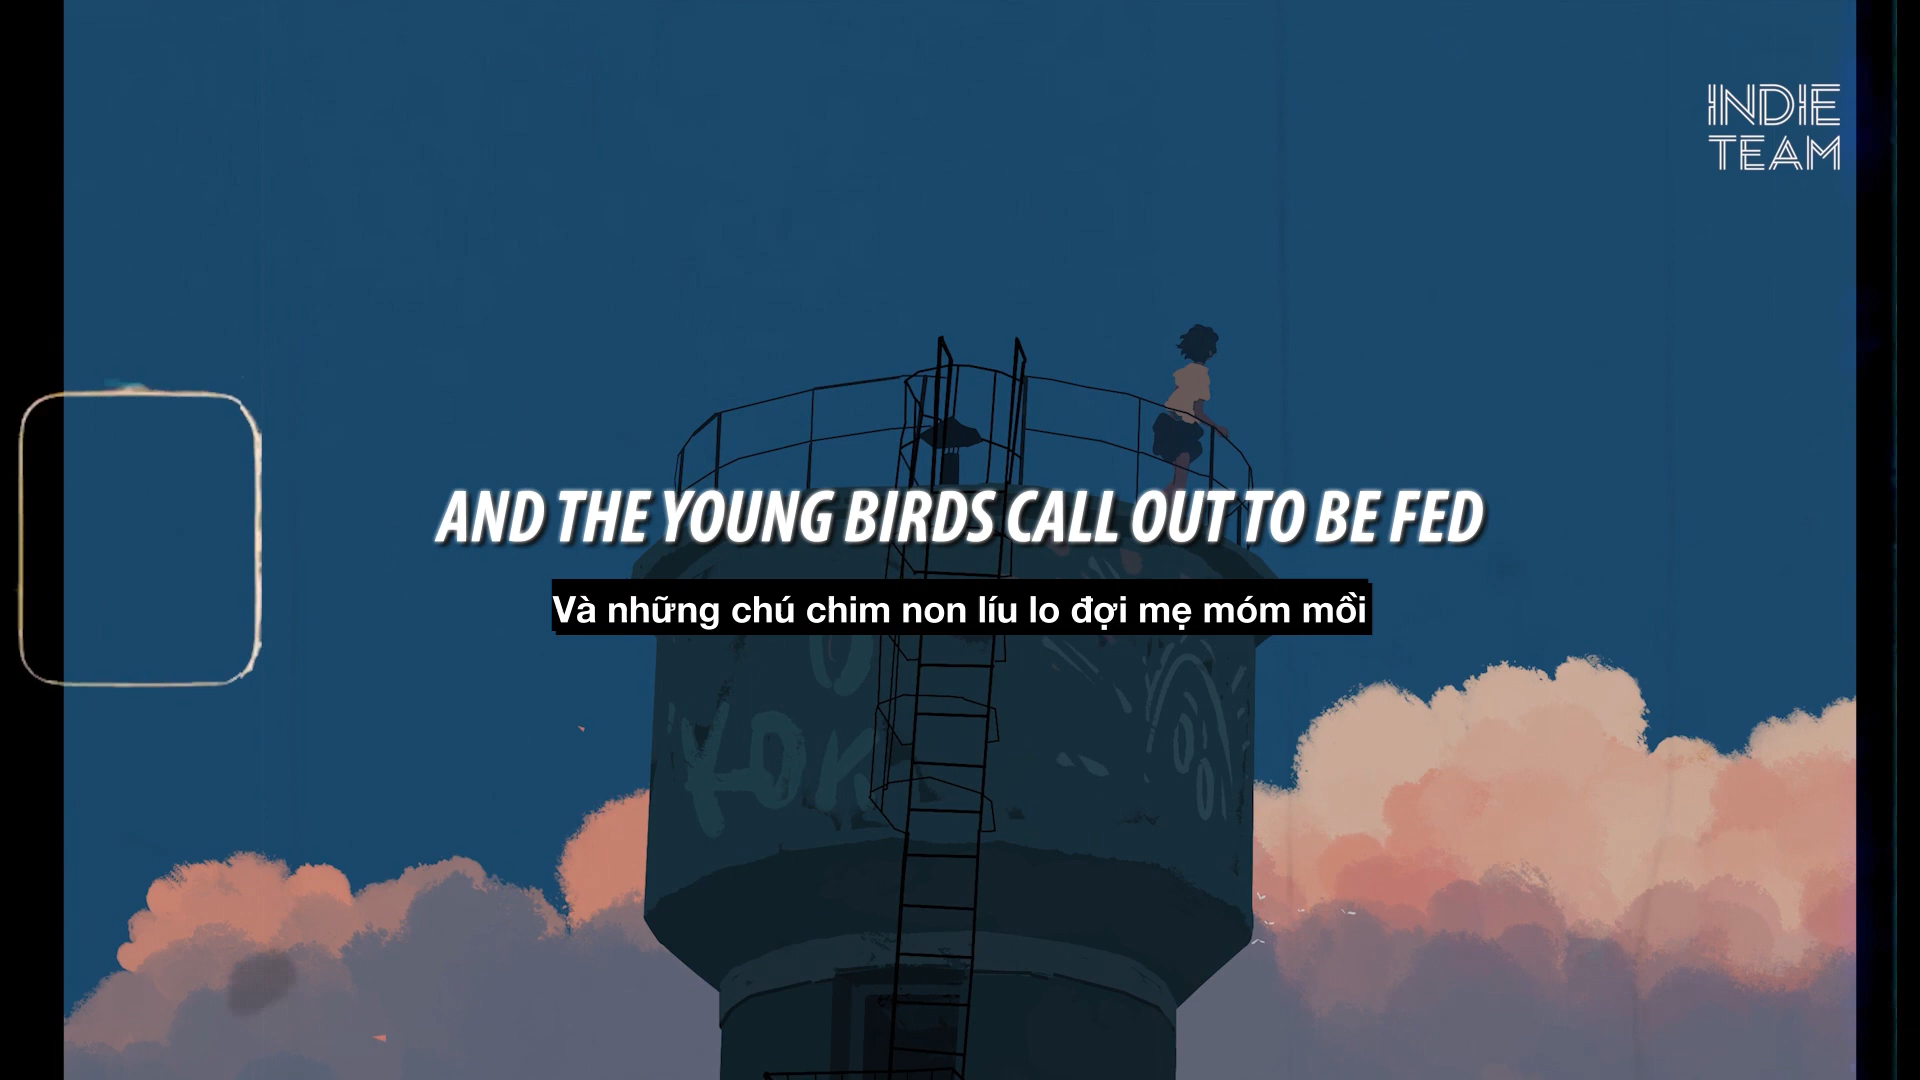 INDIE
TEAM
AND THE YOUNG BIRDS CALL OUT TO BE FED
Và những chú chim non líu lo đợi mẹ móm mồi